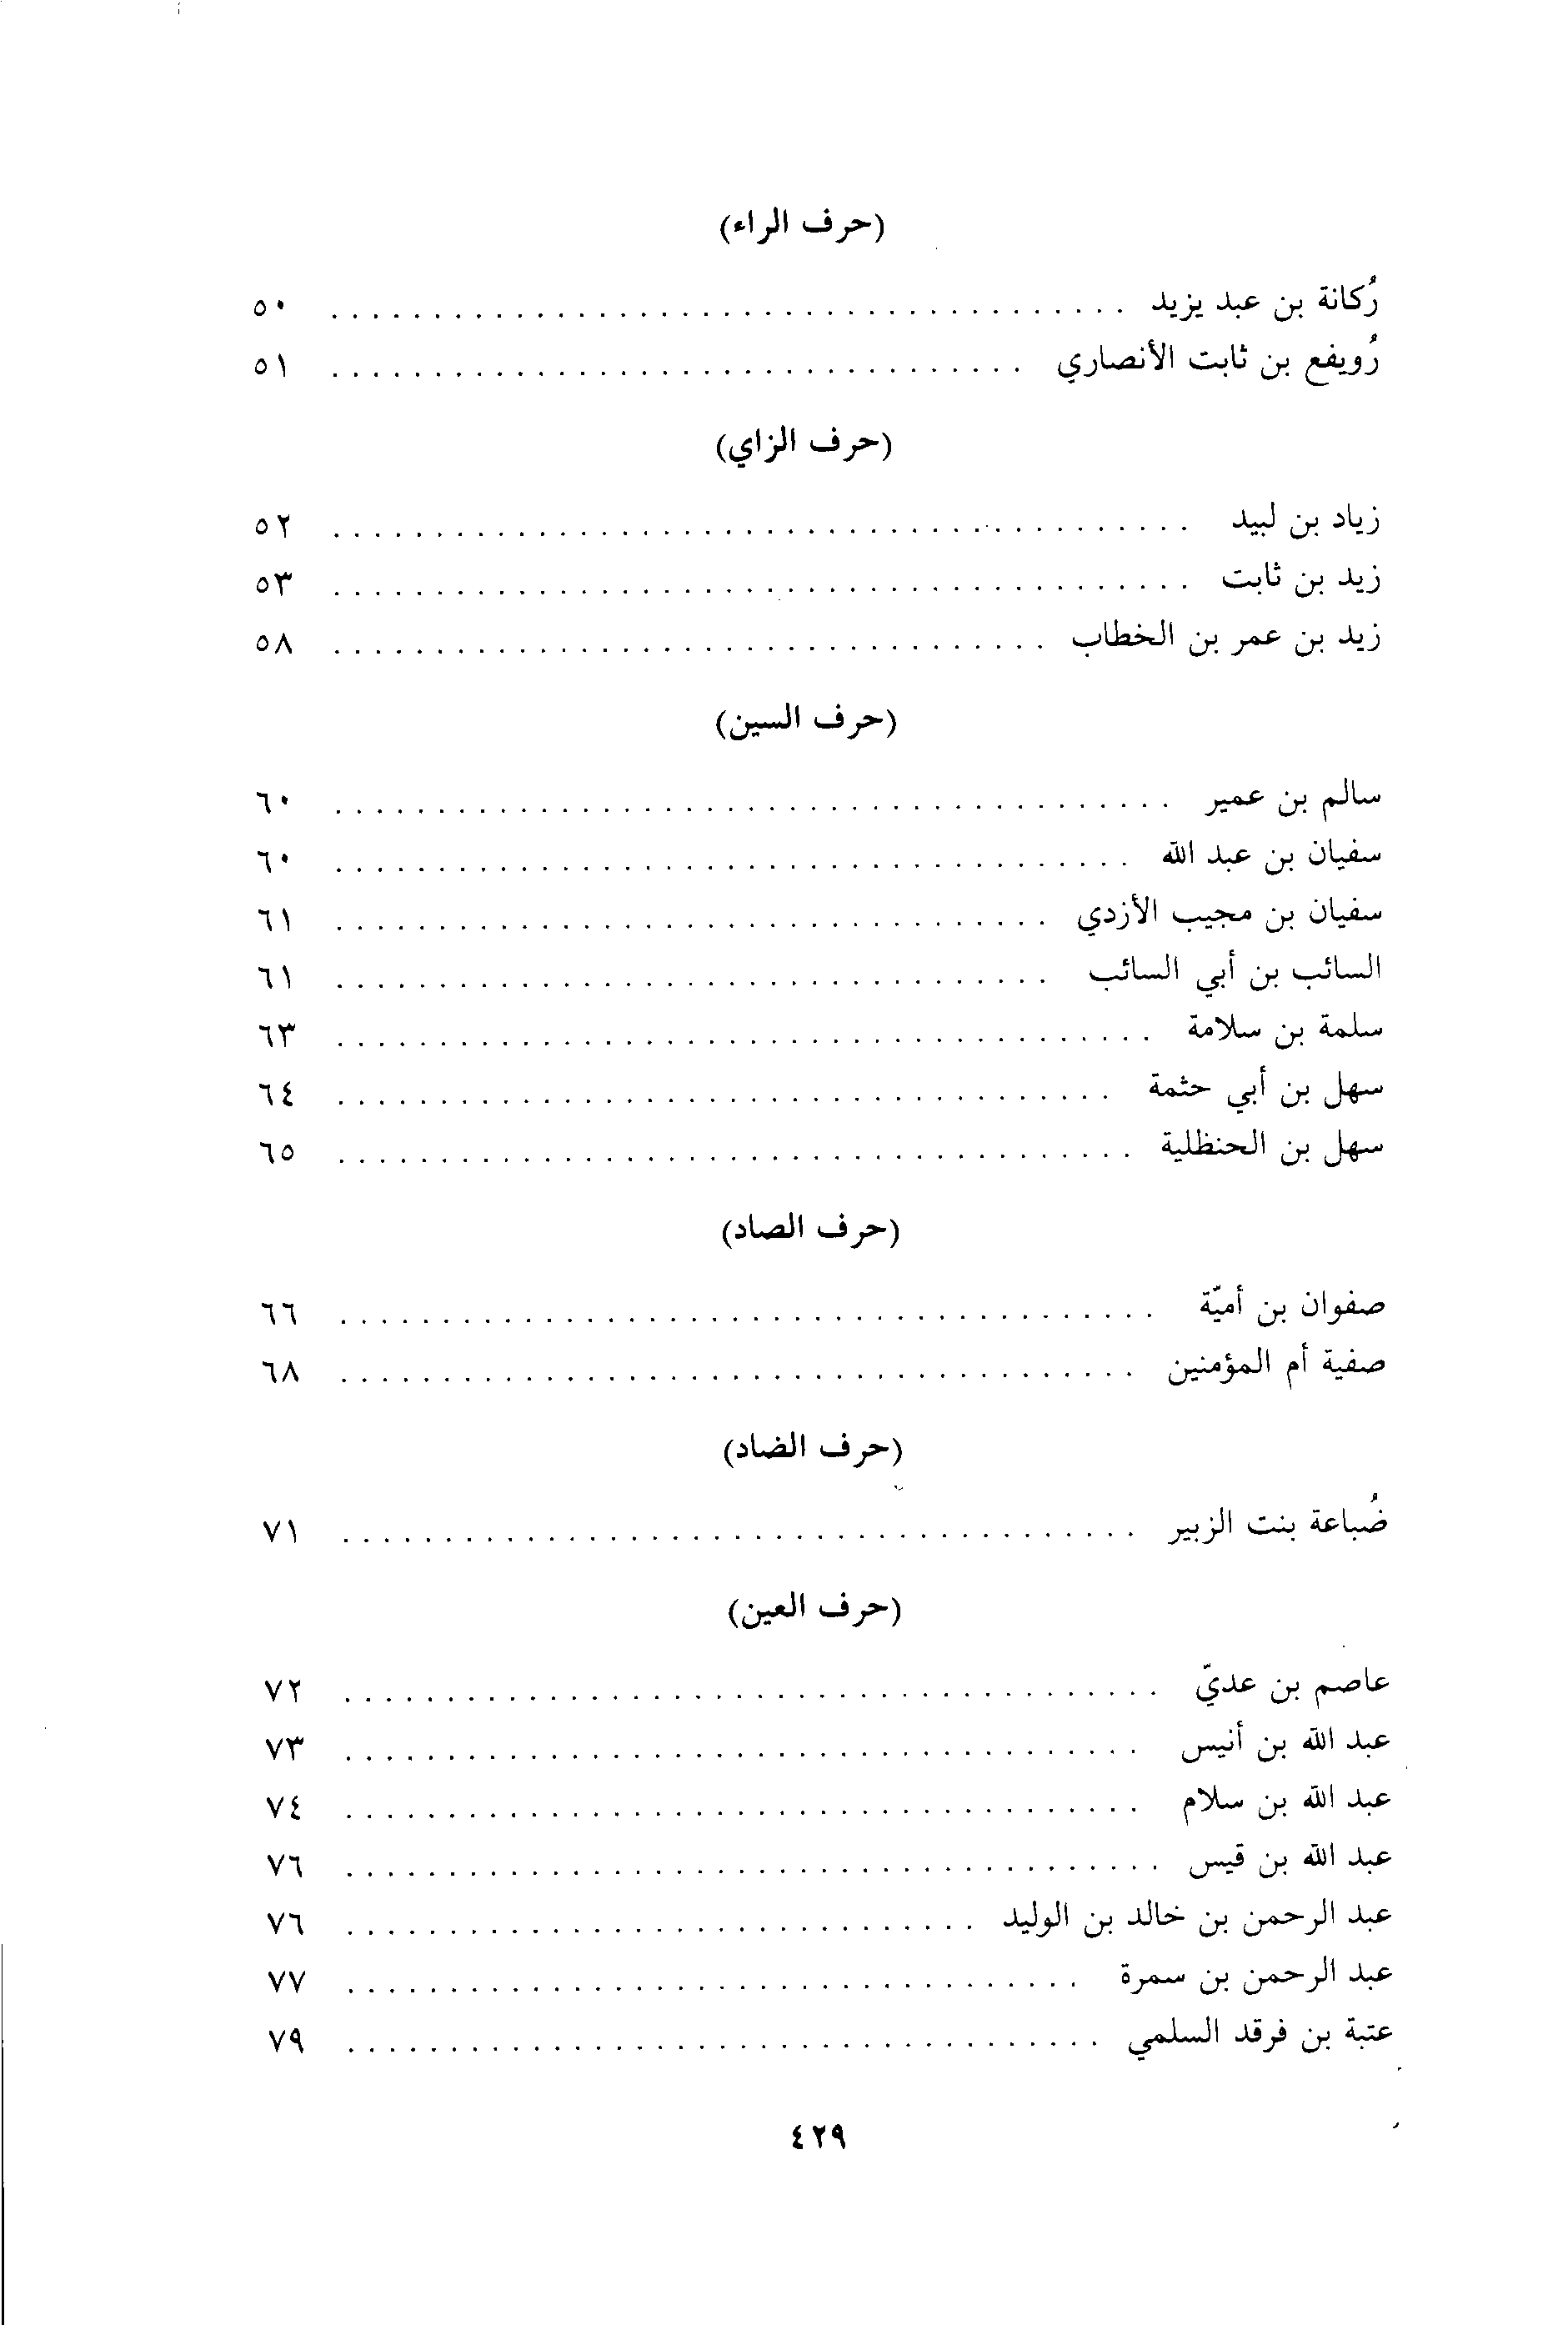 (حرف الراء)
رُكانة بن عبد يزيد ٥٠
رُويفع بن ثابت الأنصاري ٥١
(حرف الزاي)
زياد بن لبيد ٥٢
زيد بن ثابت ٥٣
زيد بن عمر بن الخطاب ٥٨
(حرف السين)
سالم بن عمير ٦٠
سفيان بن عبد الله ٦٠
سفيان بن مجيب الأزدي ٦١
السائب بن أبي السائب ٦١
سلمة بن سلامة ٦٣
سهل بن أبي حثمة ٦٤
سهل بن الحنظلية ٦٥
(حرف الصاد)
صفوان بن أميّة ٦٦
صفية أم المؤمنين ٦٨
(حرف الضاد)
ضُباعة بنت الزبير ٧١
(حرف العين)
عاصم بن عديّ ٧٢
عبد الله بن أنيس ٧٣
عبد الله بن سلام ٧٤
عبد الله بن قيس ٧٦
عبد الرحمن بن خالد بن الوليد ٧٦
عبد الرحمن بن سمرة ٧٧
عتبة بن فرقد السلمي ٧٩
٤٢٩